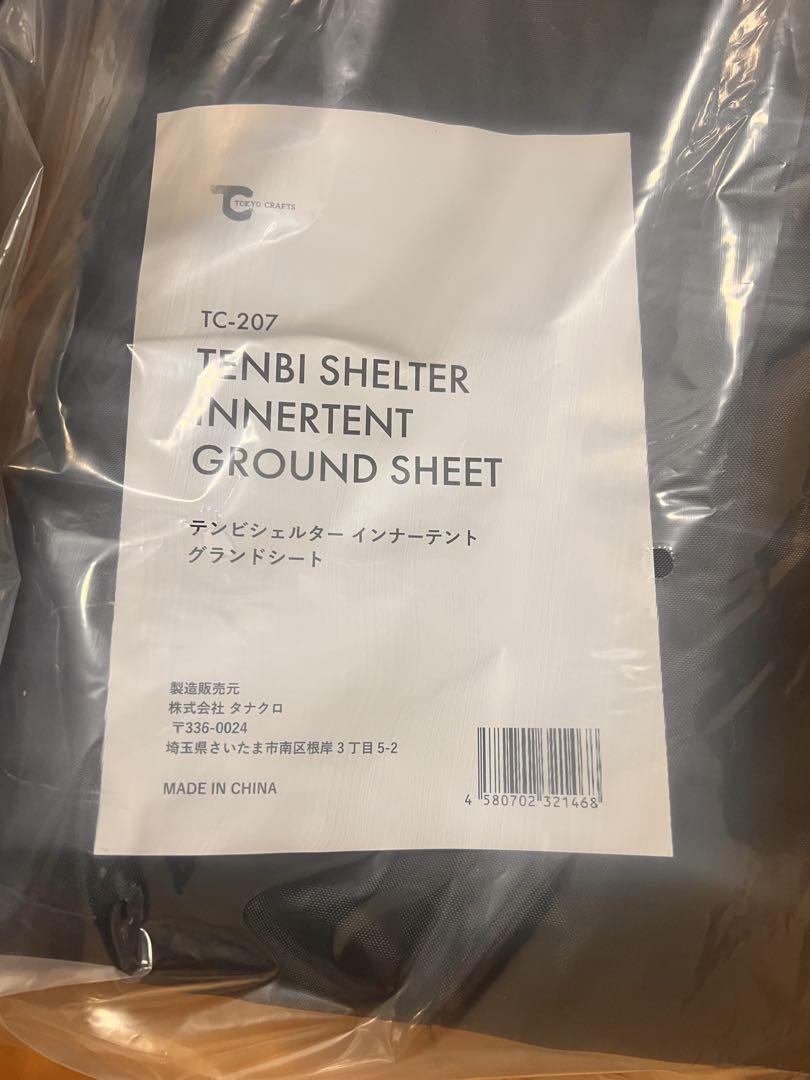 TC
TOKYO CRAFTS
TC-207
TENBI SHELTER
INNERTENT
GROUND SHEET
テンビシェルター インナーテント
グランドシート
製造販売元
株式会社 タナクロ
〒336-0024
埼玉県さいたま市南区根岸3丁目5-2
MADE IN CHINA
4 580702 321468